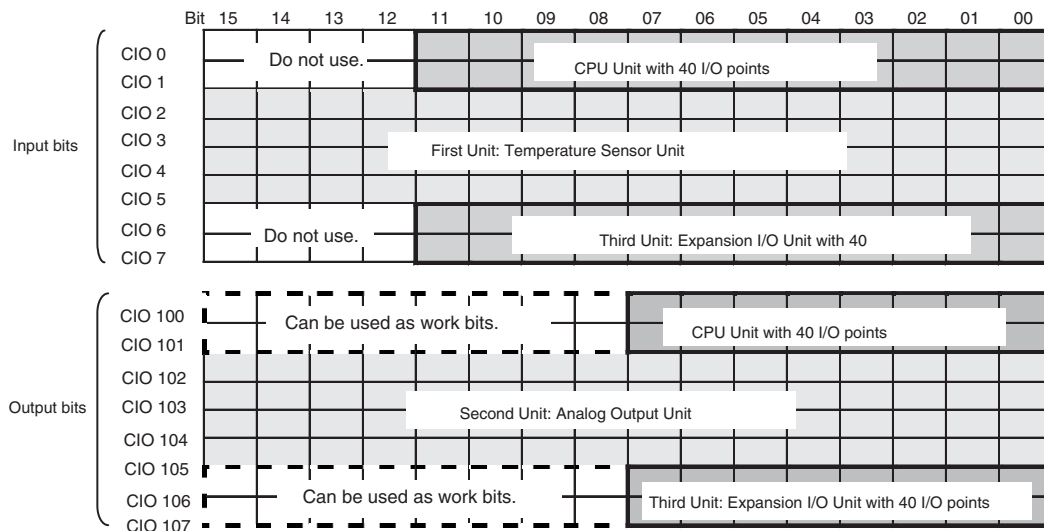 Bit 15 14 13 12 11 10 09 08 07 06 05 04 03 02 01 00
CIO 0
Do not use.
CPU Unit with 40 I/O points
CIO 1
CIO 2
Input bits
CIO 3
First Unit: Temperature Sensor Unit
CIO 4
CIO 5
CIO 6
Do not use.
Third Unit: Expansion I/O Unit with 40
CIO 7
CIO 100
Can be used as work bits.
CPU Unit with 40 I/O points
CIO 101
CIO 102
Output bits
CIO 103
Second Unit: Analog Output Unit
CIO 104
CIO 105
CIO 106
Can be used as work bits.
Third Unit: Expansion I/O Unit with 40 I/O points
CIO 107